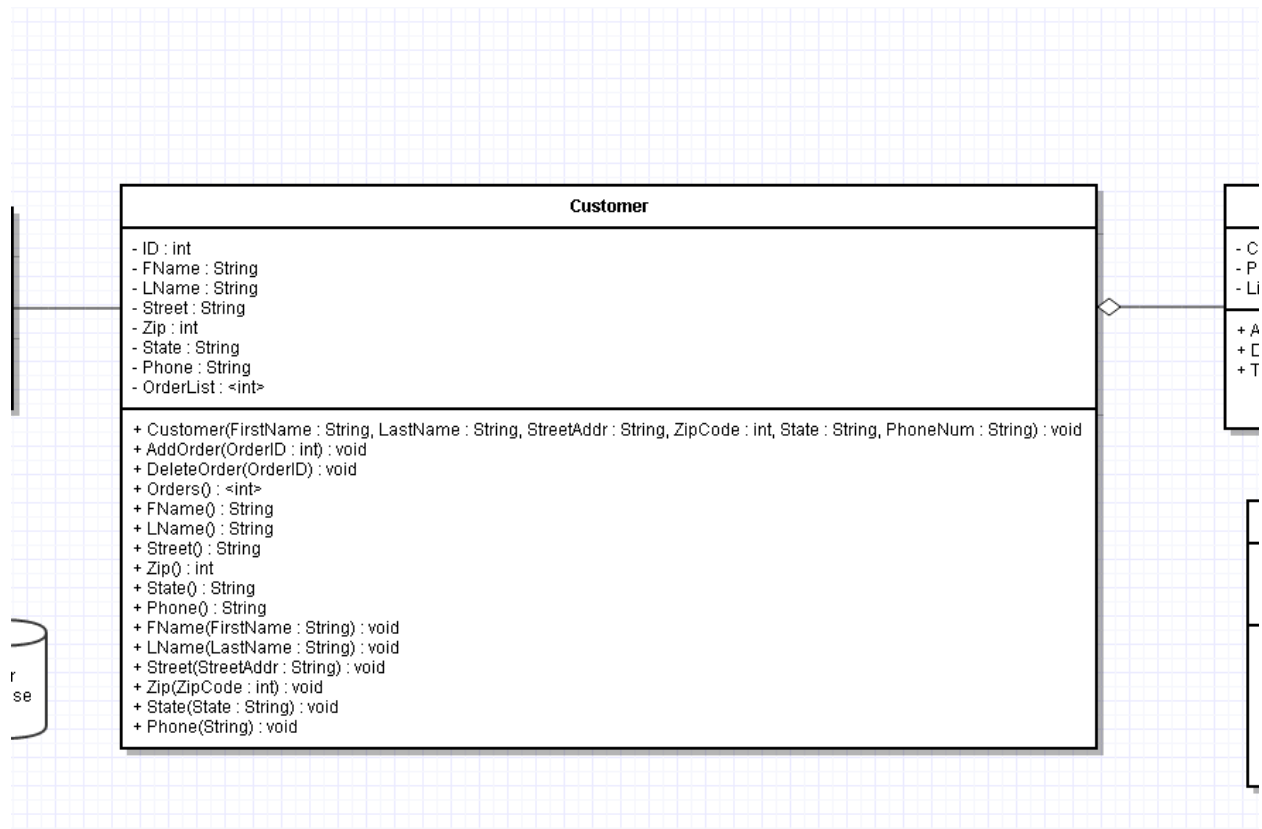 Customer
- ID : int
- FName : String
- LName : String
- Street : String
- Zip : int
- State : String
- Phone : String
- OrderList : <int>
+ Customer(FirstName : String, LastName : String, StreetAddr : String, ZipCode : int, State : String, PhoneNum : String) : void
+ AddOrder(OrderID : int) : void
+ DeleteOrder(OrderID) : void
+ Orders() : <int>
+ FName() : String
+ LName() : String
+ Street() : String
+ Zip() : int
+ State() : String
+ Phone() : String
+ FName(FirstName : String) : void
+ LName(LastName : String) : void
+ Street(StreetAddr : String) : void
+ Zip(ZipCode : int) : void
+ State(State : String) : void
+ Phone(String) : void
- C
- P
- Li
+ A
+ T
r
se